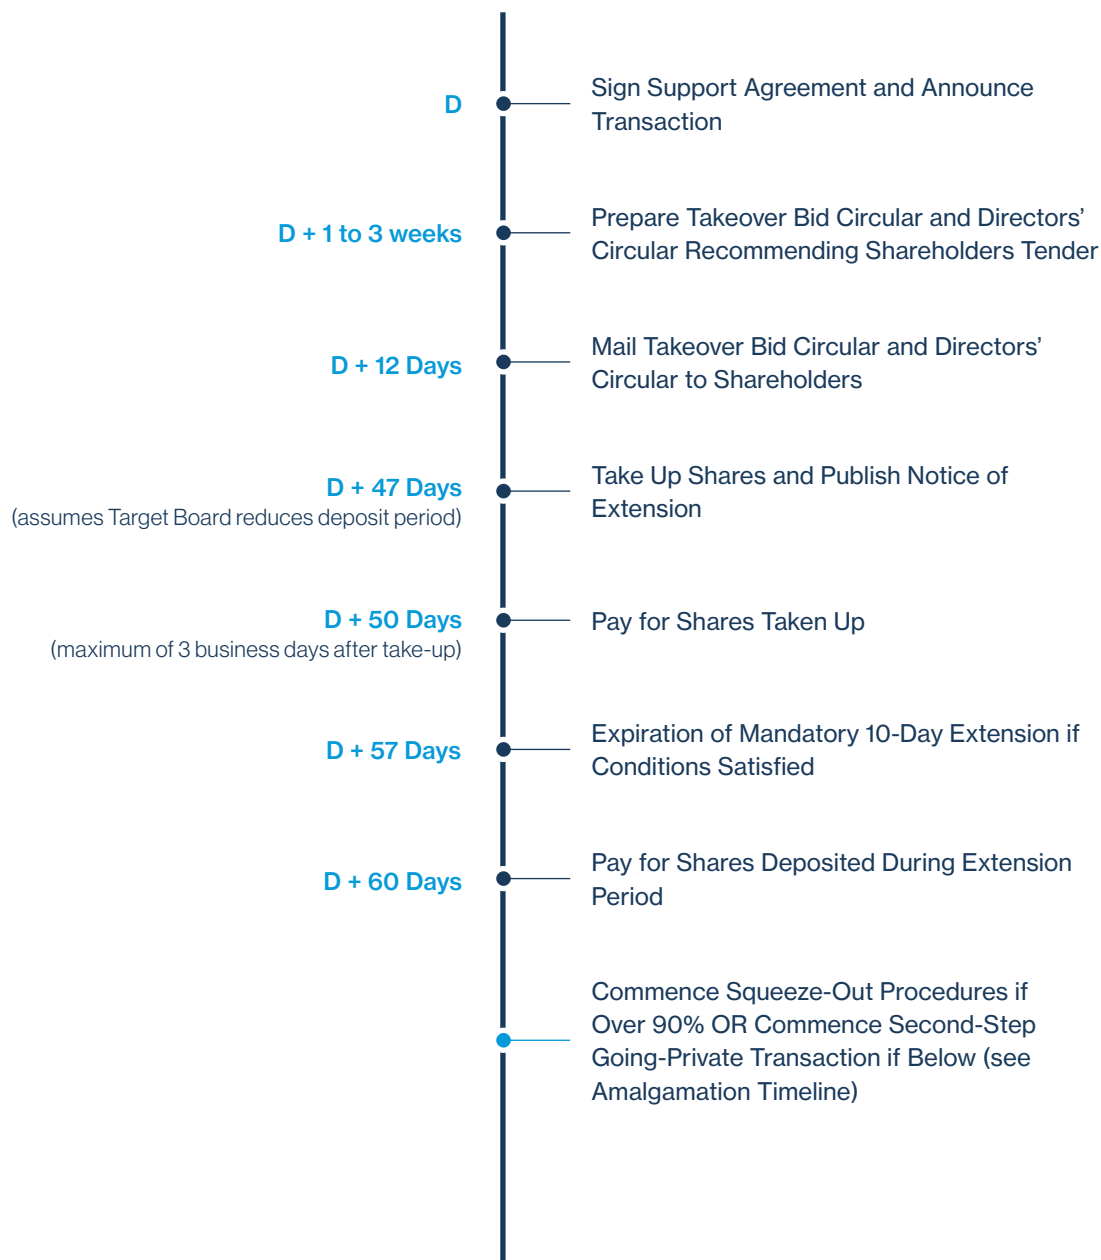 D
Sign Support Agreement and Announce
Transaction
D + 1 to 3 weeks
Prepare Takeover Bid Circular and Directors’
Circular Recommending Shareholders Tender
D + 12 Days
Mail Takeover Bid Circular and Directors’
Circular to Shareholders
D + 47 Days
(assumes Target Board reduces deposit period)
Take Up Shares and Publish Notice of
Extension
D + 50 Days
(maximum of 3 business days after take-up)
Pay for Shares Taken Up
D + 57 Days
Expiration of Mandatory 10-Day Extension if
Conditions Satisfied
D + 60 Days
Pay for Shares Deposited During Extension
Period
Commence Squeeze-Out Procedures if
Over 90% OR Commence Second-Step
Going-Private Transaction if Below (see
Amalgamation Timeline)